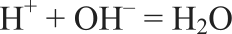 H⁺ + OH⁻ = H₂O